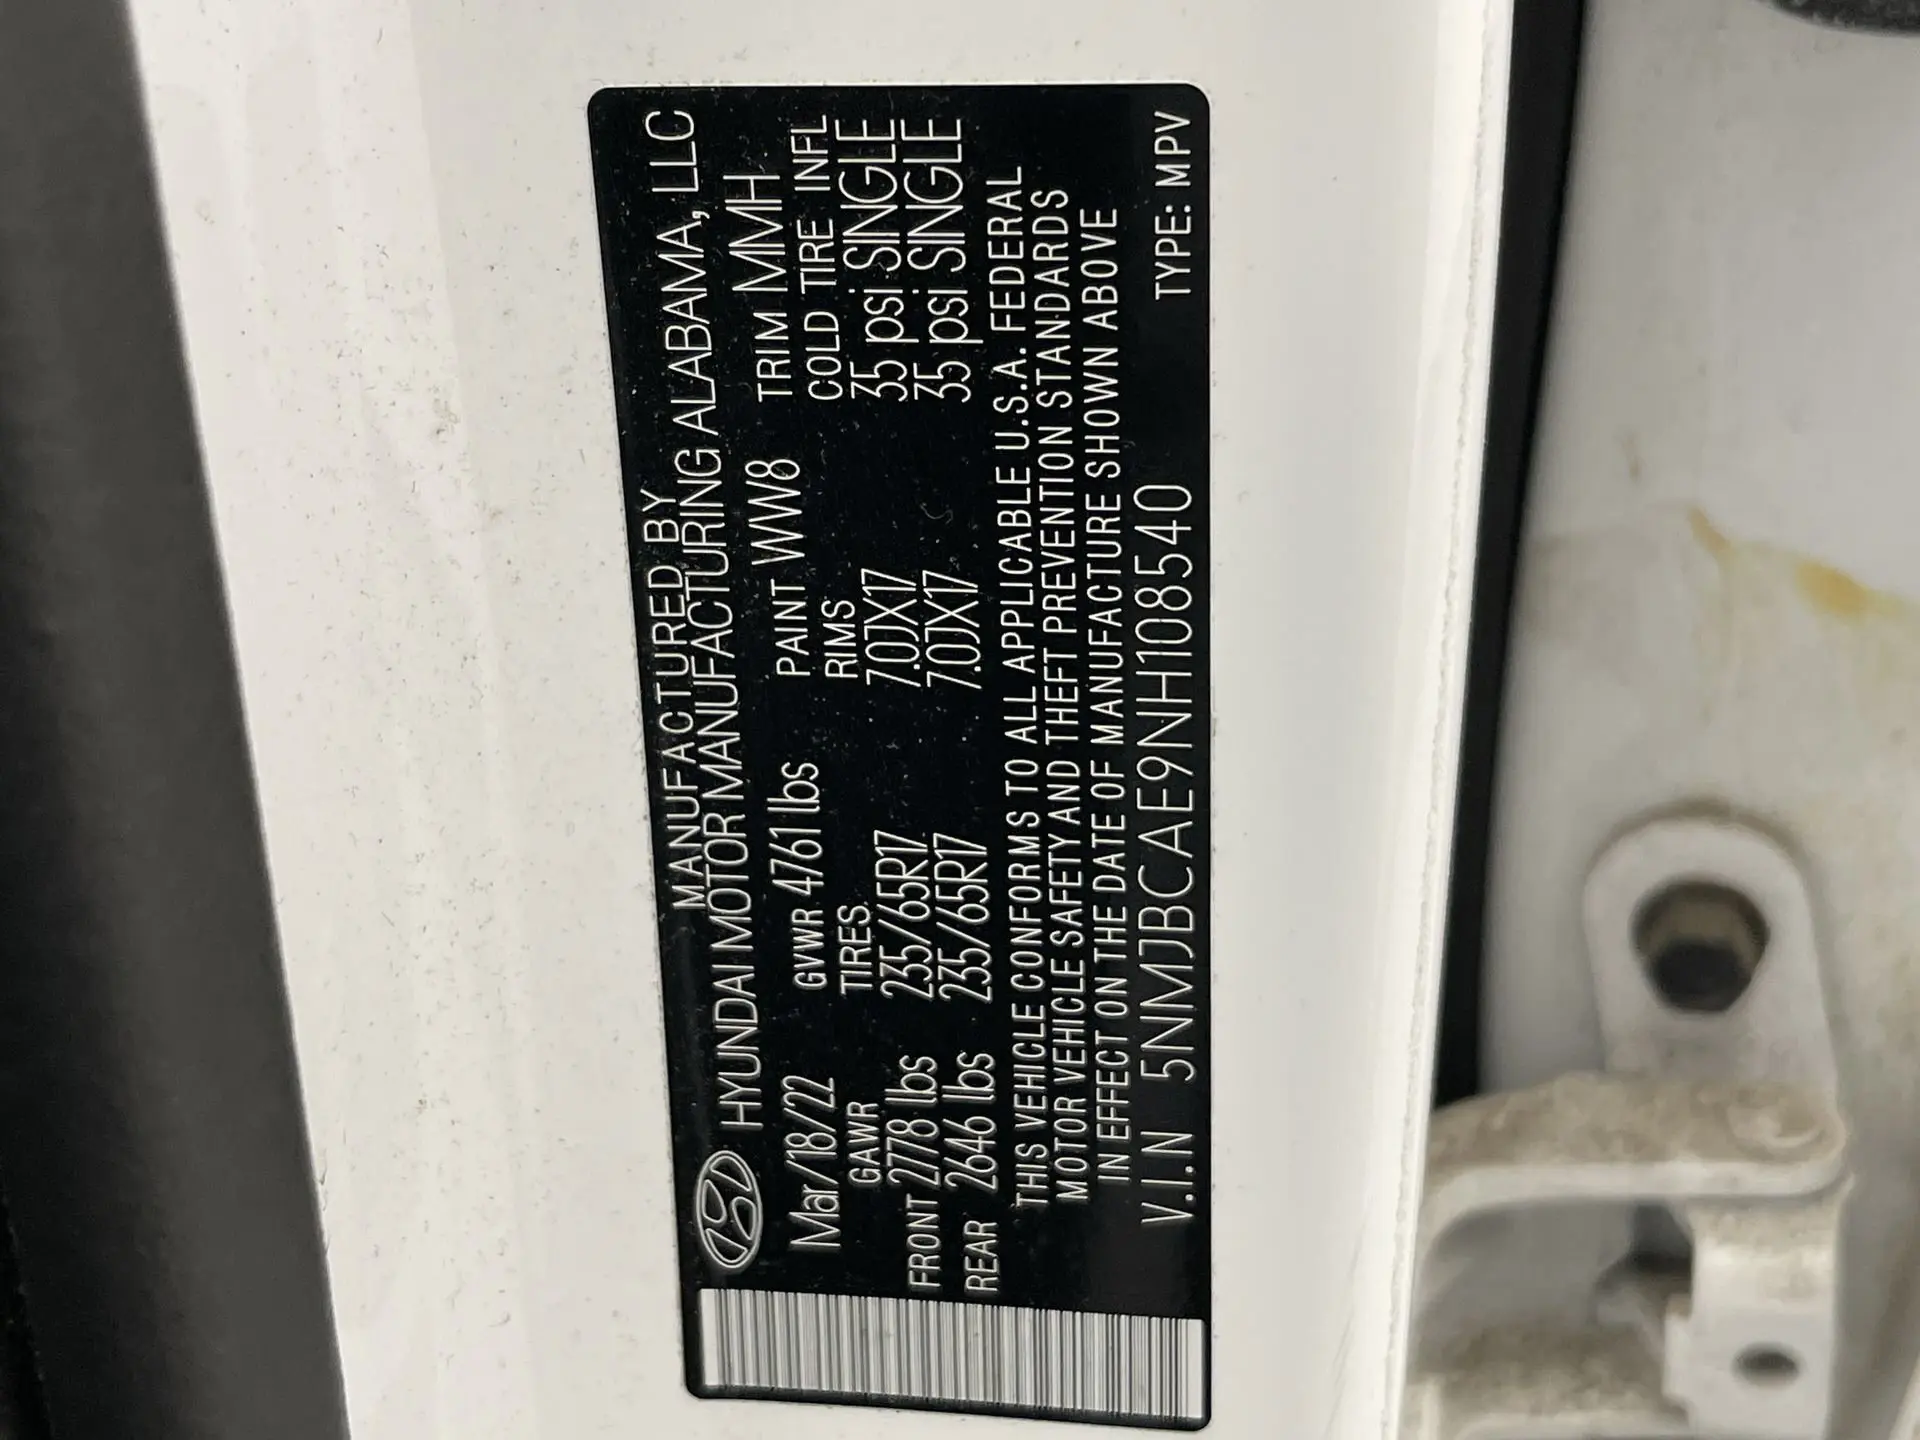 MANUFACTURED BY
HYUNDAI MOTOR MANUFACTURING ALABAMA, LLC
Mar/18/22 GVWR 4761 lbs PAINT WW8 TRIM MMH
GAWR TIRES RIMS COLD TIRE INFL
FRONT 2778 lbs 235/65R17 7.0JX17 35 psi SINGLE
REAR 2646 lbs 235/65R17 7.0JX17 35 psi SINGLE
THIS VEHICLE CONFORMS TO ALL APPLICABLE U.S.A. FEDERAL
MOTOR VEHICLE SAFETY AND THEFT PREVENTION STANDARDS
IN EFFECT ON THE DATE OF MANUFACTURE SHOWN ABOVE
V.I.N 5NMJBCAE9NH108540 TYPE: MPV